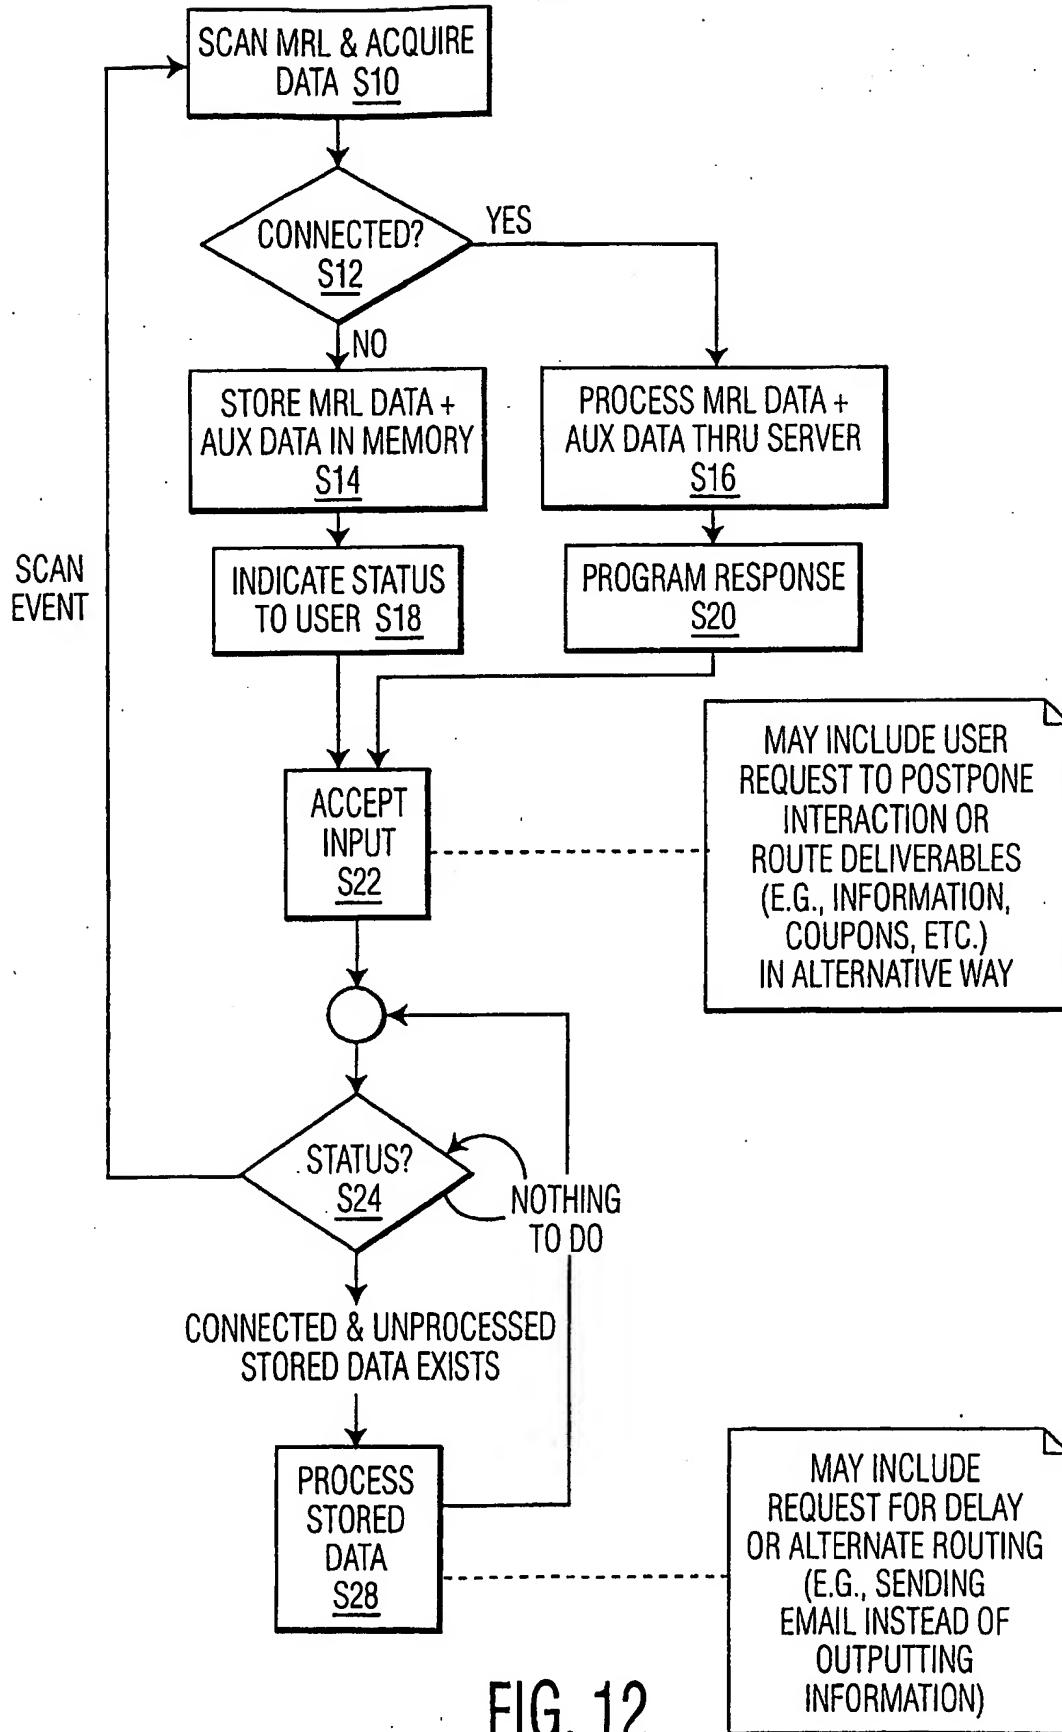 SCAN MRL & ACQUIRE
DATA S10
CONNECTED?
S12
YES
NO
STORE MRL DATA +
AUX DATA IN MEMORY
S14
PROCESS MRL DATA +
AUX DATA THRU SERVER
S16
SCAN
EVENT
INDICATE STATUS
TO USER S18
PROGRAM RESPONSE
S20
ACCEPT
INPUT
S22
MAY INCLUDE USER
REQUEST TO POSTPONE
INTERACTION OR
ROUTE DELIVERABLES
(E.G., INFORMATION,
COUPONS, ETC.)
IN ALTERNATIVE WAY
STATUS?
S24
NOTHING
TO DO
CONNECTED & UNPROCESSED
STORED DATA EXISTS
PROCESS
STORED
DATA
S28
MAY INCLUDE
REQUEST FOR DELAY
OR ALTERNATE ROUTING
(E.G., SENDING
EMAIL INSTEAD OF
OUTPUTTING
INFORMATION)
FIG. 12